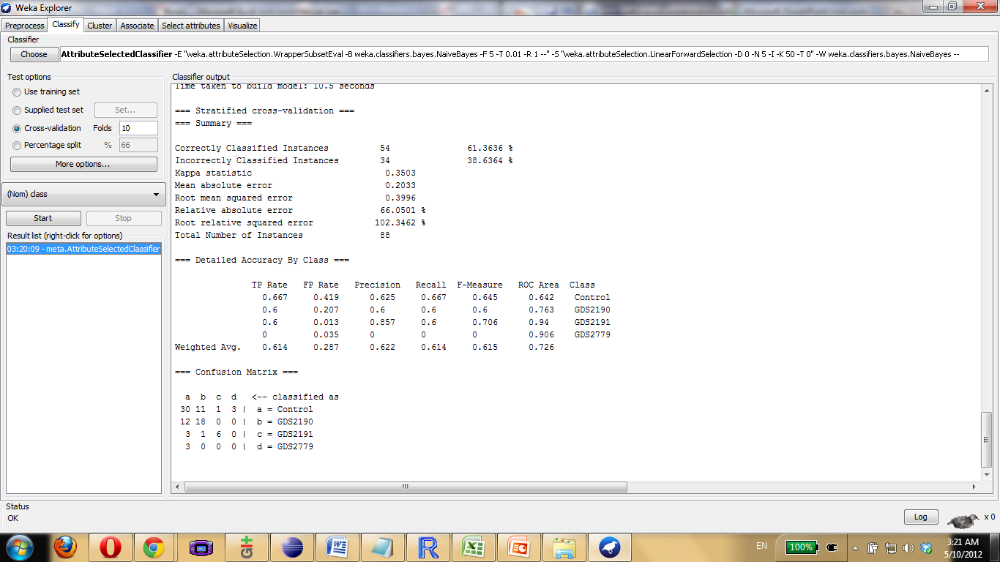 Weka Explorer
Preprocess Classify Cluster Associate Select attributes Visualize
Classifier
Choose AttributeSelectedClassifier -E "weka.attributeSelection.WrapperSubsetEval -B weka.classifiers.bayes.NaiveBayes -F 5 -T 0.01 -R 1 --" -S "weka.attributeSelection.LinearForwardSelection -D 0 -N 5 -I -K 50 -T 0" -W weka.classifiers.bayes.NaiveBayes --
Test options
Use training set
Supplied test set Set...
Cross-validation Folds 10
Percentage split % 66
More options...
(Nom) class
Start Stop
Result list (right-click for options)
03:20:09 - meta.AttributeSelectedClassifier
Classifier output
Time taken to build model: 10.5 seconds
=== Stratified cross-validation ===
=== Summary ===
Correctly Classified Instances 54 61.3636 %
Incorrectly Classified Instances 34 38.6364 %
Kappa statistic 0.3503
Mean absolute error 0.2033
Root mean squared error 0.3996
Relative absolute error 66.0501 %
Root relative squared error 102.3462 %
Total Number of Instances 88
=== Detailed Accuracy By Class ===
TP Rate FP Rate Precision Recall F-Measure ROC Area Class
0.667 0.419 0.625 0.667 0.645 0.642 Control
0.6 0.207 0.6 0.6 0.6 0.763 GDS2190
0.6 0.013 0.857 0.6 0.706 0.94 GDS2191
0 0.035 0 0 0 0.906 GDS2779
Weighted Avg. 0.614 0.287 0.622 0.614 0.615 0.726
=== Confusion Matrix ===
a b c d <-- classified as
30 11 1 3 | a = Control
12 18 0 0 | b = GDS2190
3 1 6 0 | c = GDS2191
3 0 0 0 | d = GDS2779
Status
OK
Log x 0
EN 100% 3:21 AM
5/10/2012